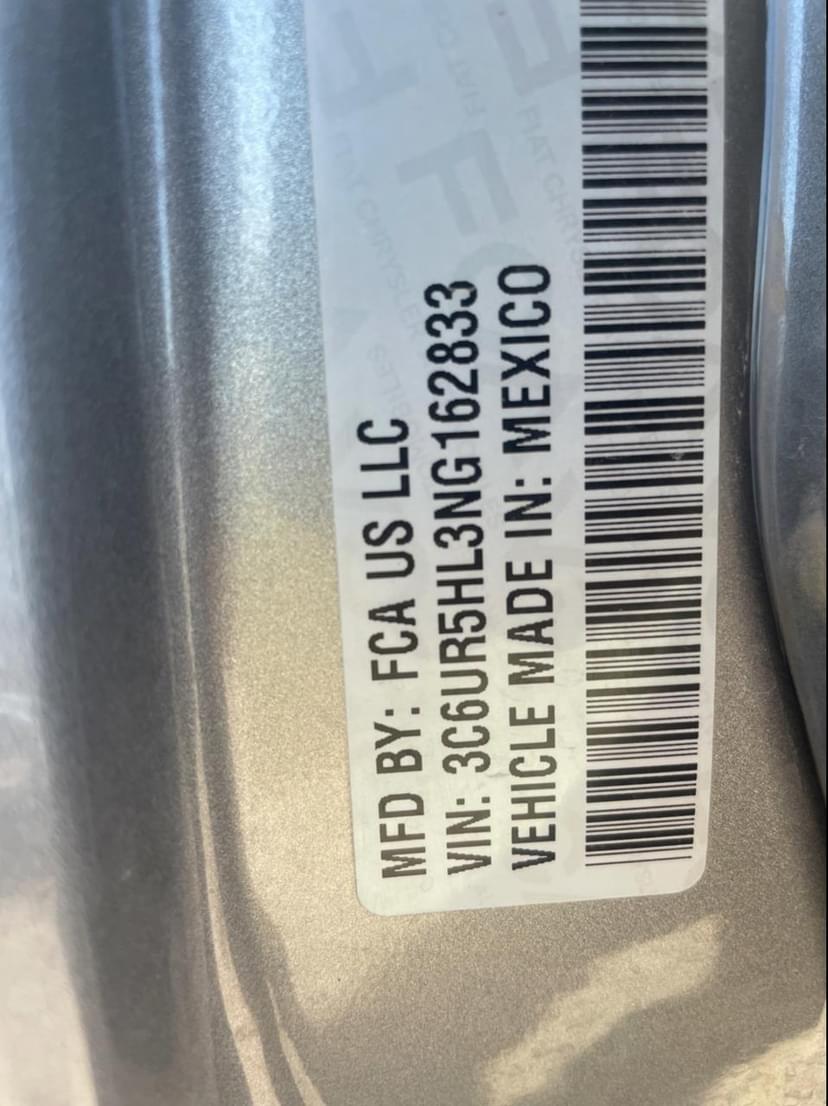 MFD BY: FCA US LLC
VIN: 3C6UR5HL3NG162833
VEHICLE MADE IN: MEXICO